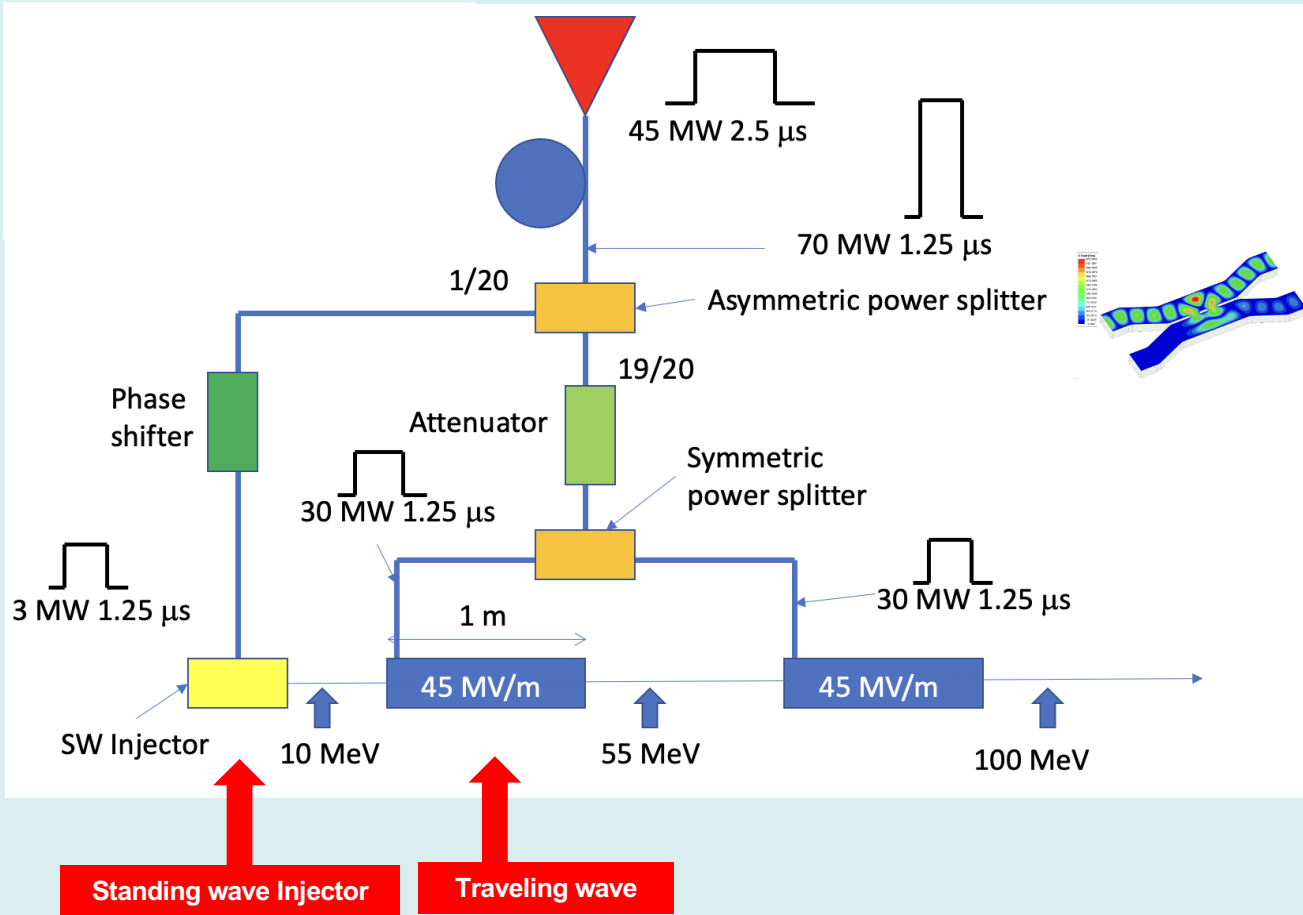 45 MW 2.5 μs
70 MW 1.25 μs
1/20
Asymmetric power splitter
19/20
Phase
shifter
Attenuator
Symmetric
power splitter
30 MW 1.25 μs
3 MW 1.25 μs
30 MW 1.25 μs
1 m
45 MV/m
45 MV/m
SW Injector
10 MeV
55 MeV
100 MeV
Standing wave Injector
Traveling wave